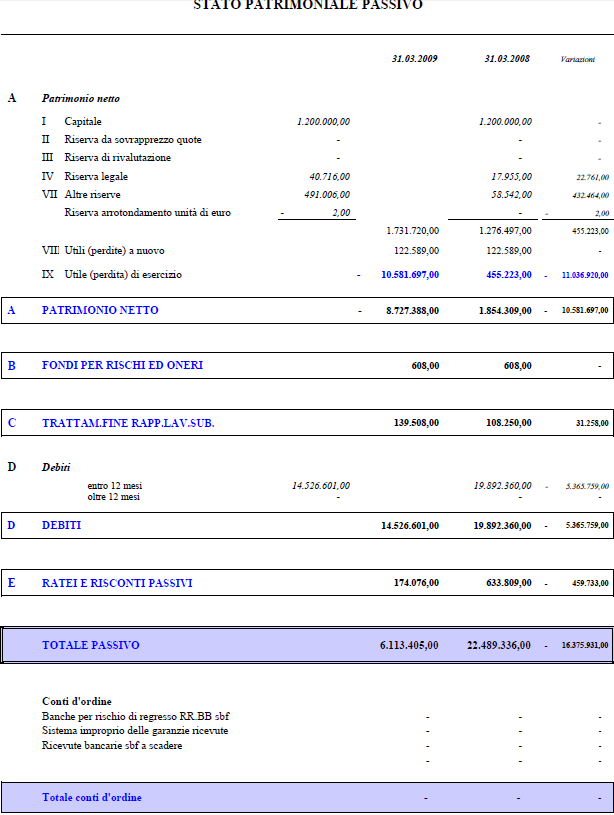 STATO PATRIMONIALE PASSIVO
31.03.2009 31.03.2008 Variazioni
A Patrimonio netto
I Capitale 1.200.000,00 1.200.000,00 -
II Riserva da sovrapprezzo quote - - -
III Riserva di rivalutazione - - -
IV Riserva legale 40.716,00 17.955,00 22.761,00
VII Altre riserve 491.006,00 58.542,00 432.464,00
Riserva arrotondamento unità di euro - 2,00 - - 2,00
1.731.720,00 1.276.497,00 455.223,00
VIII Utili (perdite) a nuovo 122.589,00 122.589,00 -
IX Utile (perdita) di esercizio - 10.581.697,00 455.223,00 - 11.036.920,00
A PATRIMONIO NETTO - 8.727.388,00 1.854.309,00 - 10.581.697,00
B FONDI PER RISCHI ED ONERI 608,00 608,00 -
C TRATTAM.FINE RAPP.LAV.SUB. 139.508,00 108.250,00 31.258,00
D Debiti
entro 12 mesi 14.526.601,00 19.892.360,00 - 5.365.759,00
oltre 12 mesi - - -
D DEBITI 14.526.601,00 19.892.360,00 - 5.365.759,00
E RATEI E RISCONTI PASSIVI 174.076,00 633.809,00 - 459.733,00
TOTALE PASSIVO 6.113.405,00 22.489.336,00 - 16.375.931,00
Conti d'ordine
Banche per rischio di regresso RR.BB sbf - - -
Sistema improprio delle garanzie ricevute - - -
Ricevute bancarie sbf a scadere - - -
- - -
Totale conti d'ordine - - -